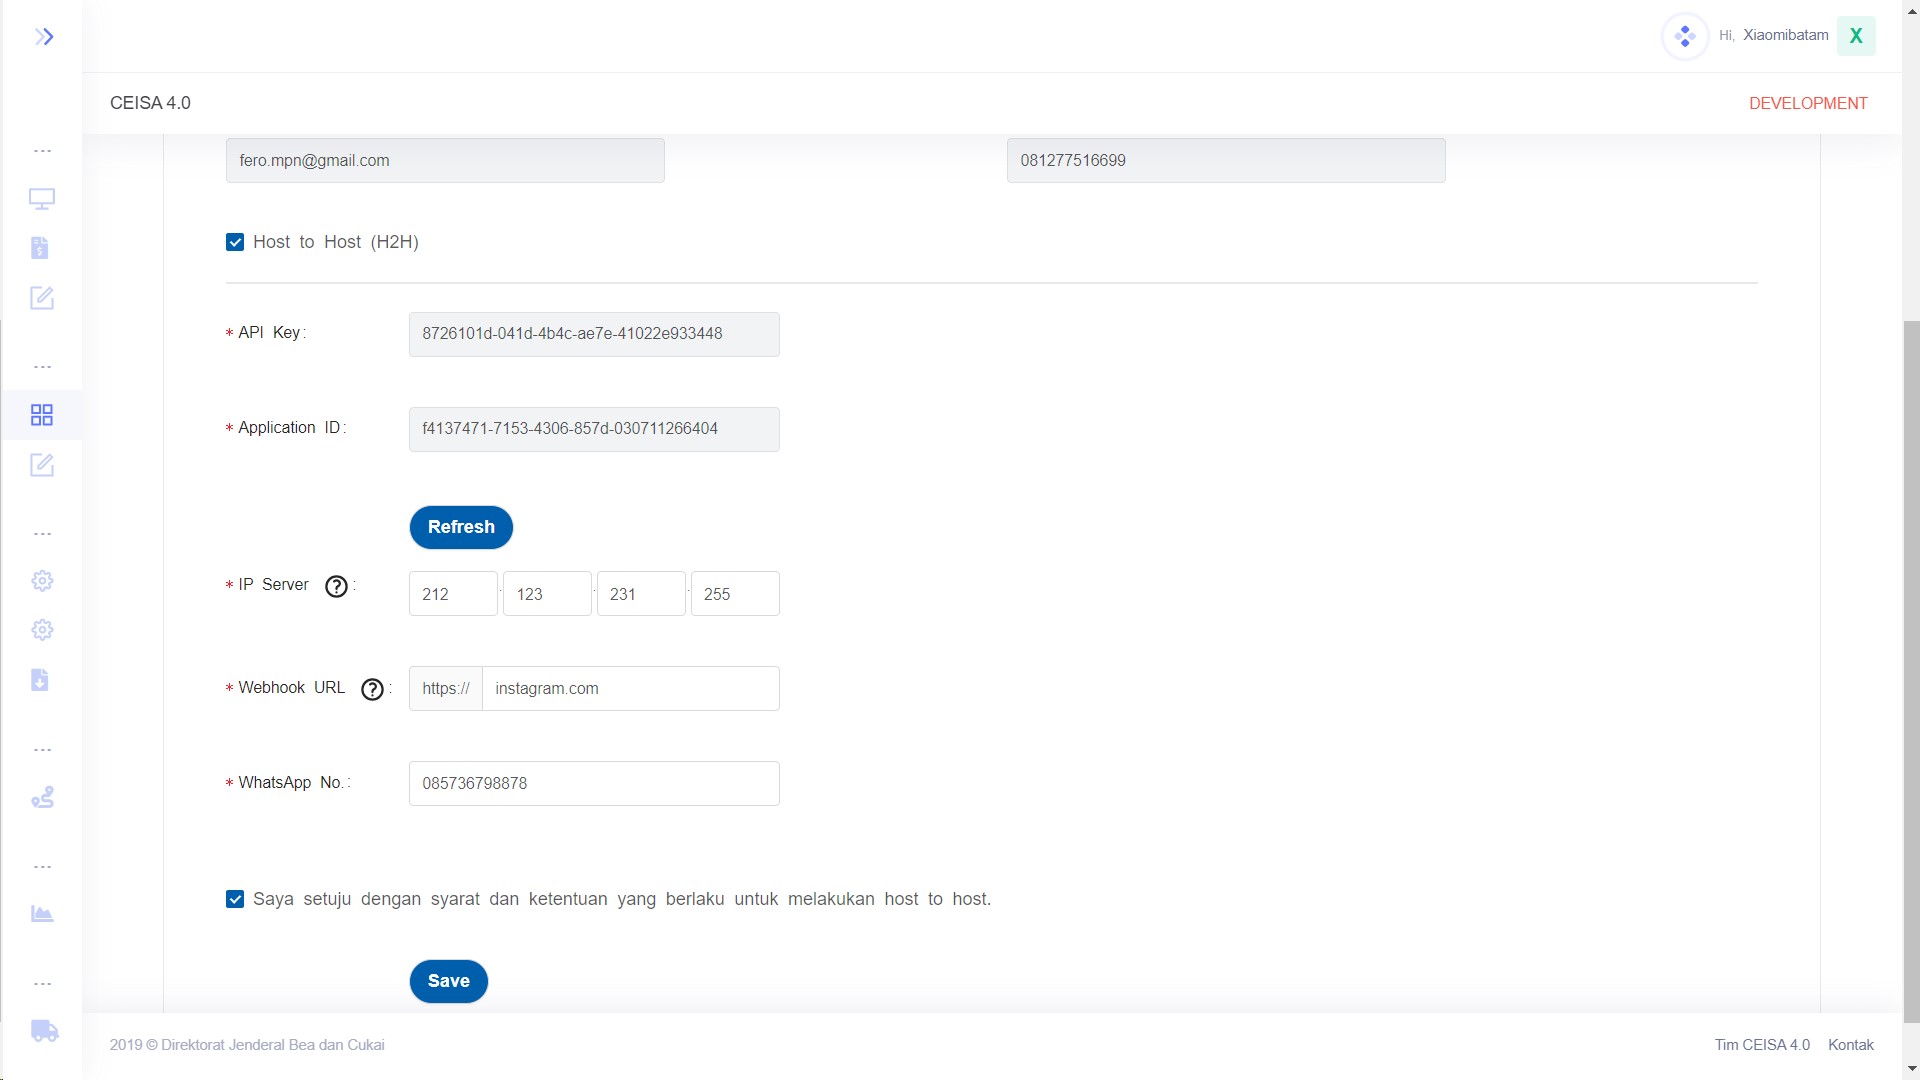 Hi, Xiaomibatam X
CEISA 4.0
DEVELOPMENT
...
fero.mpn@gmail.com
081277516699
Host to Host (H2H)
* API Key:
8726101d-041d-4b4c-ae7e-41022e933448
...
* Application ID:
f4137471-7153-4306-857d-030711266404
Refresh
...
* IP Server ? :
212 . 123 . 231 . 255
* Webhook URL ? :
https:// instagram.com
...
* WhatsApp No.:
085736798878
...
Saya setuju dengan syarat dan ketentuan yang berlaku untuk melakukan host to host.
Save
...
2019 © Direktorat Jenderal Bea dan Cukai
Tim CEISA 4.0 Kontak